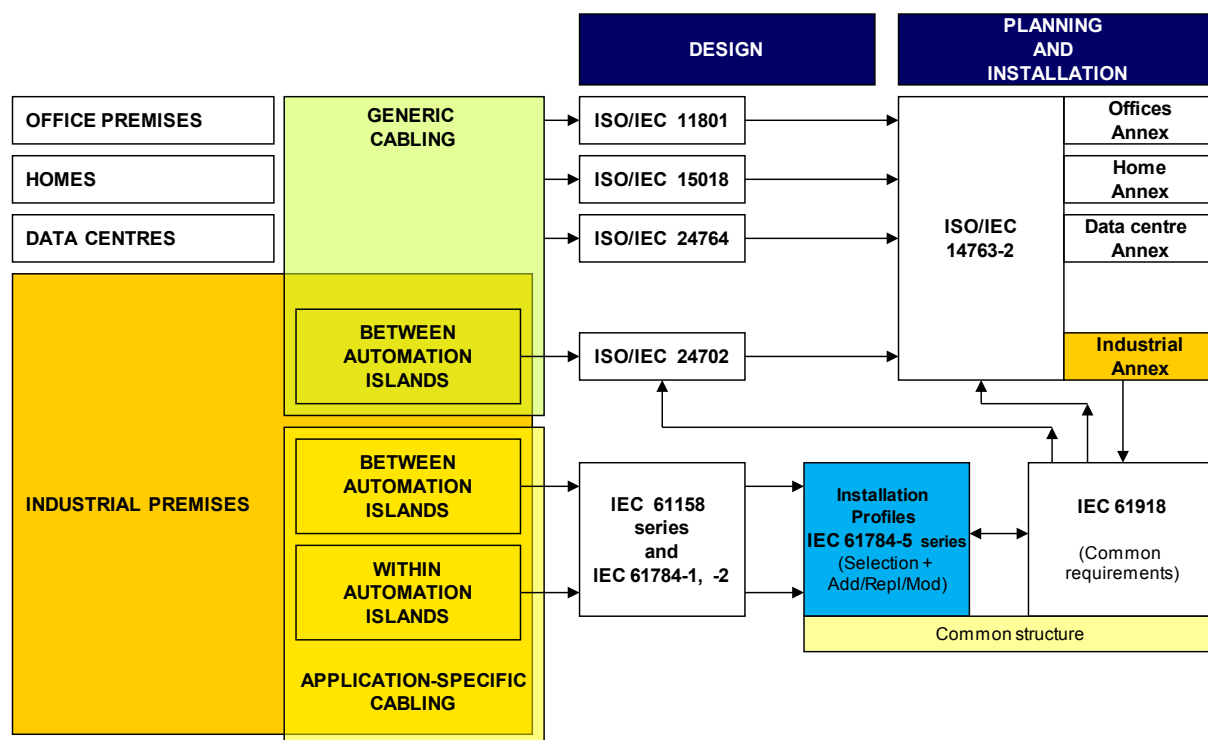 DESIGN
PLANNING
AND
INSTALLATION
OFFICE PREMISES
GENERIC
CABLING
ISO/IEC 11801
Offices
Annex
HOMES
ISO/IEC 15018
Home
Annex
DATA CENTRES
ISO/IEC 24764
ISO/IEC
14763-2
Data centre
Annex
BETWEEN
AUTOMATION
ISLANDS
ISO/IEC 24702
Industrial
Annex
INDUSTRIAL PREMISES
BETWEEN
AUTOMATION
ISLANDS
WITHIN
AUTOMATION
ISLANDS
APPLICATION-SPECIFIC
CABLING
IEC 61158
series
and
IEC 61784-1, -2
Installation
Profiles
IEC 61784-5 series
(Selection +
Add/Repl/Mod)
IEC 61918
(Common
requirements)
Common structure